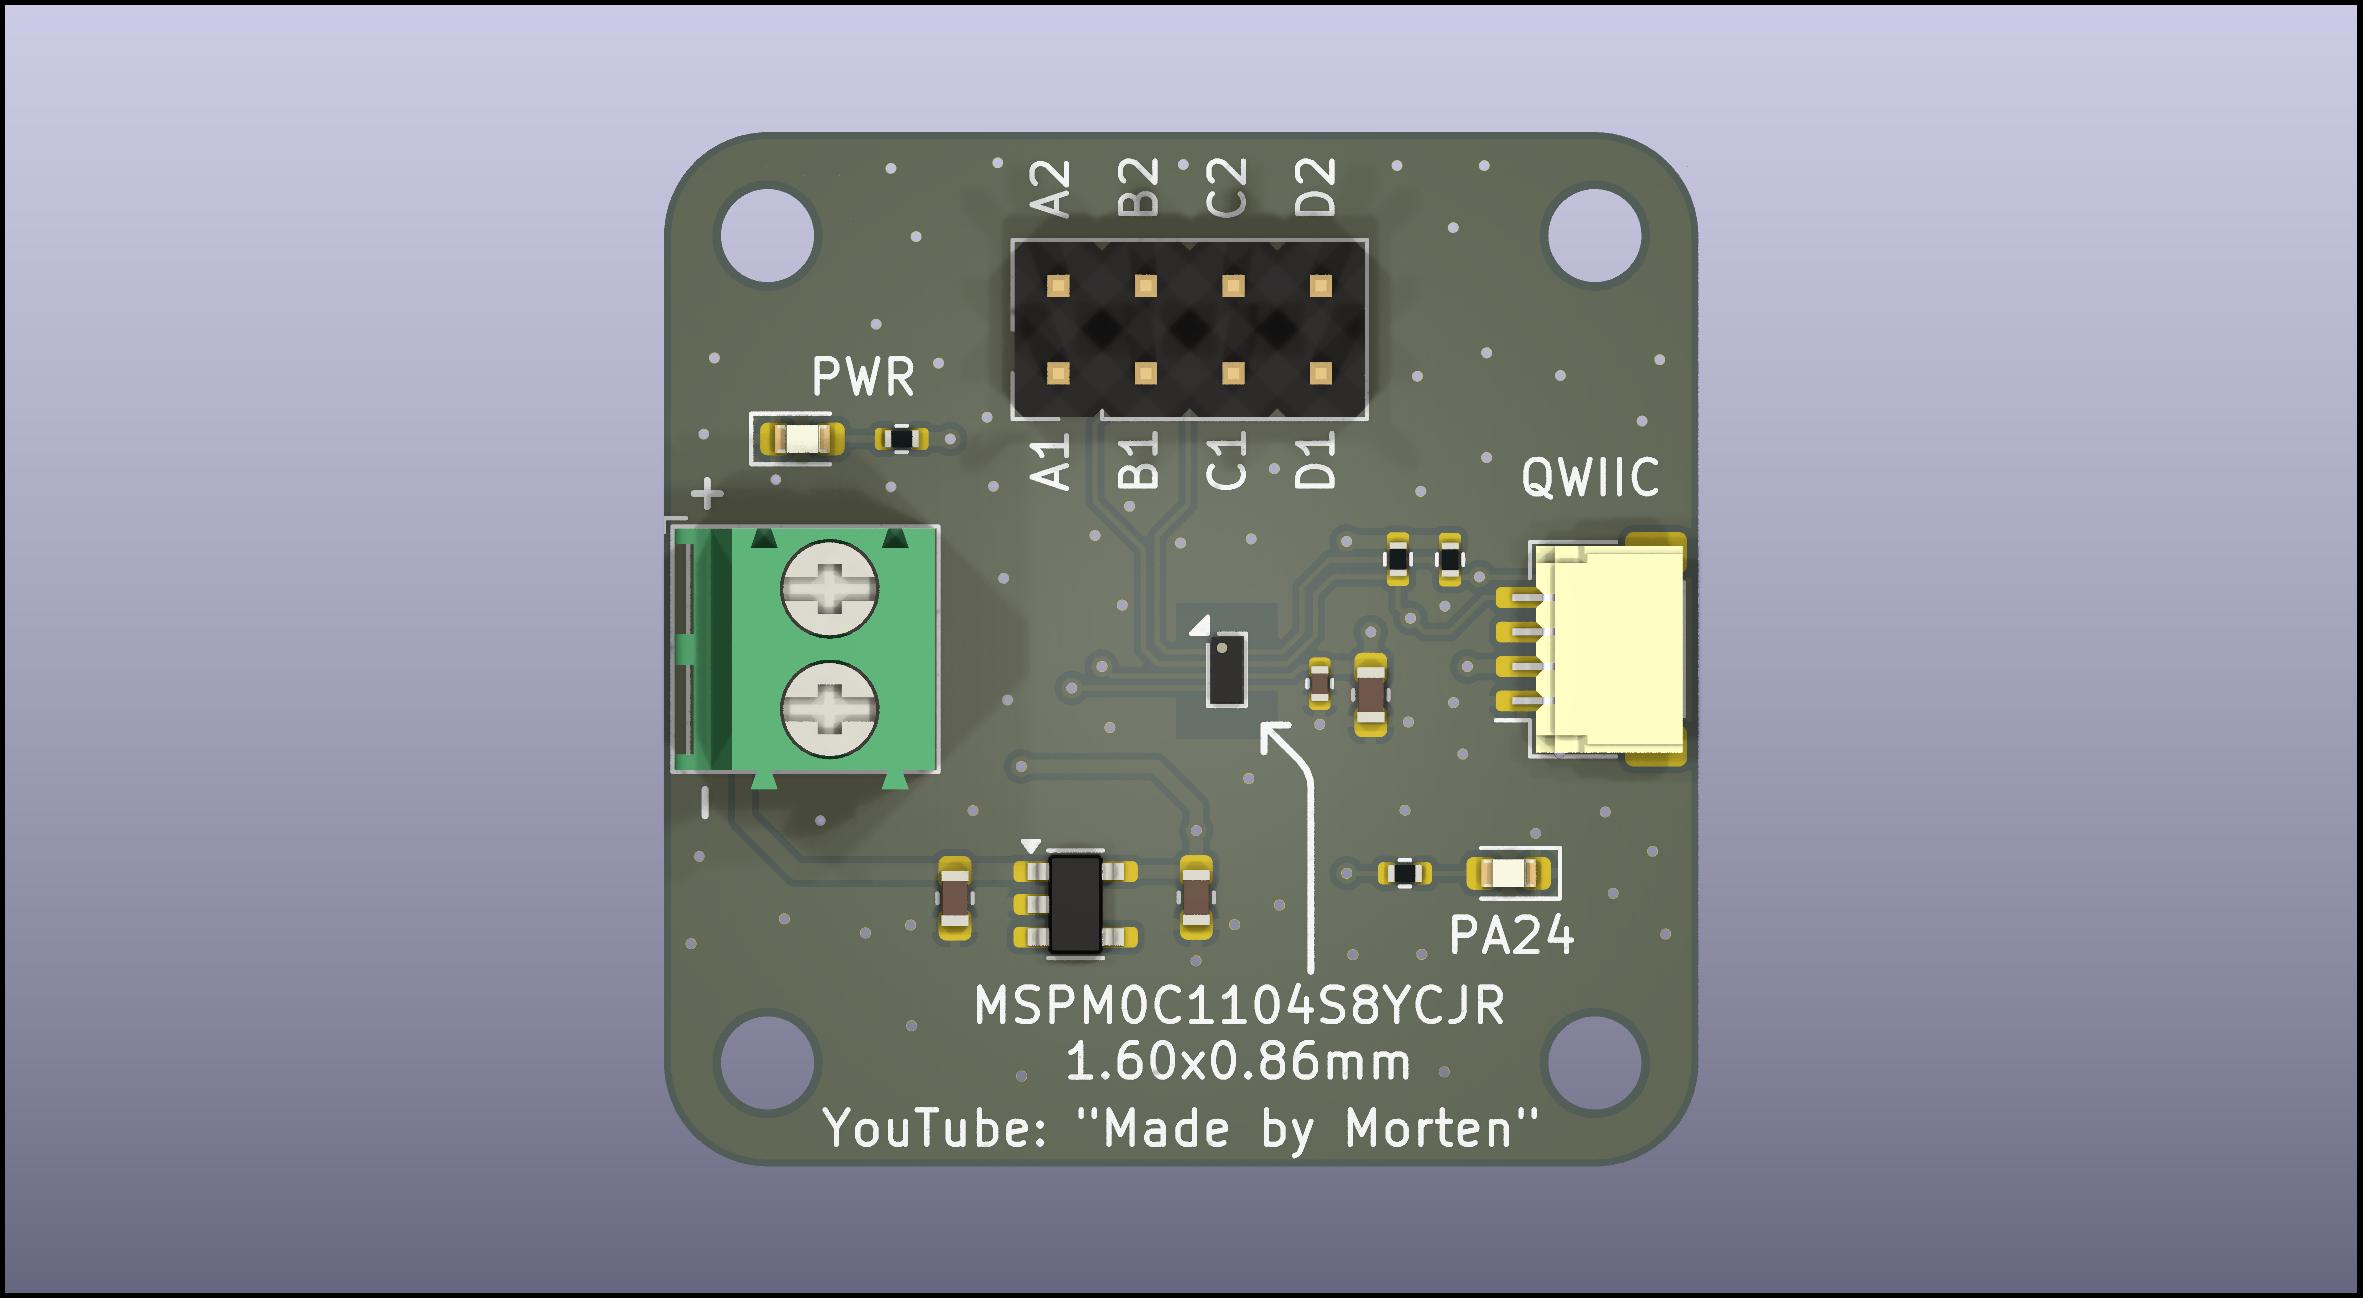 A2 B2 C2 D2
PWR
A1 B1 C1 D1
QWIIC
+
-
PA24
MSPM0C1104S8YCJR
1.60x0.86mm
YouTube: "Made by Morten"